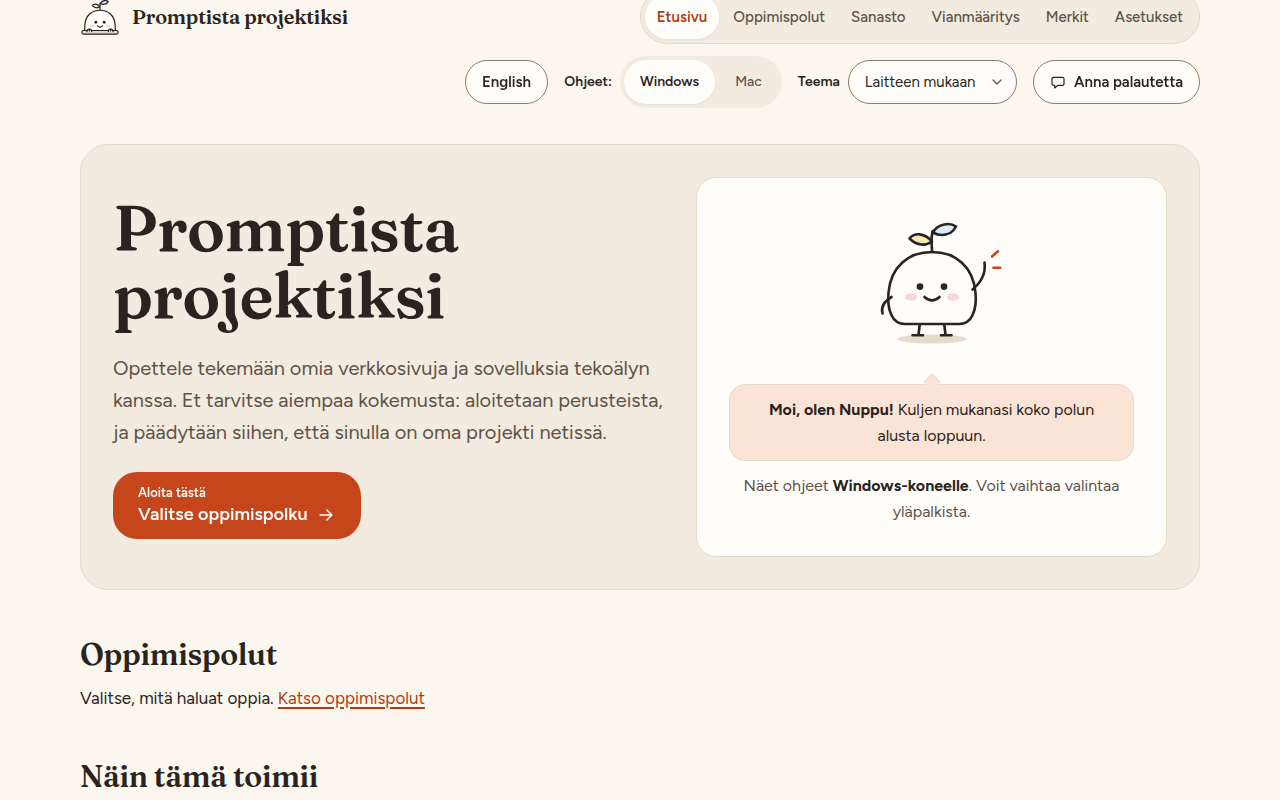 Promptista projektiksi
Etusivu Oppimispolut Sanasto Vianmääritys Merkit Asetukset
English Ohjeet: Windows Mac Teema Laitteen mukaan Anna palautetta
Promptista
projektiksi
Opettele tekemään omia verkkosivuja ja sovelluksia tekoälyn
kanssa. Et tarvitse aiempaa kokemusta: aloitetaan perusteista,
ja päädytään siihen, että sinulla on oma projekti netissä.
Aloita tästä
Valitse oppimispolku →
Moi, olen Nuppu! Kuljen mukanasi koko polun
alusta loppuun.
Näet ohjeet Windows-koneelle. Voit vaihtaa valintaa
yläpalkista.
Oppimispolut
Valitse, mitä haluat oppia. Katso oppimispolut
Näin tämä toimii